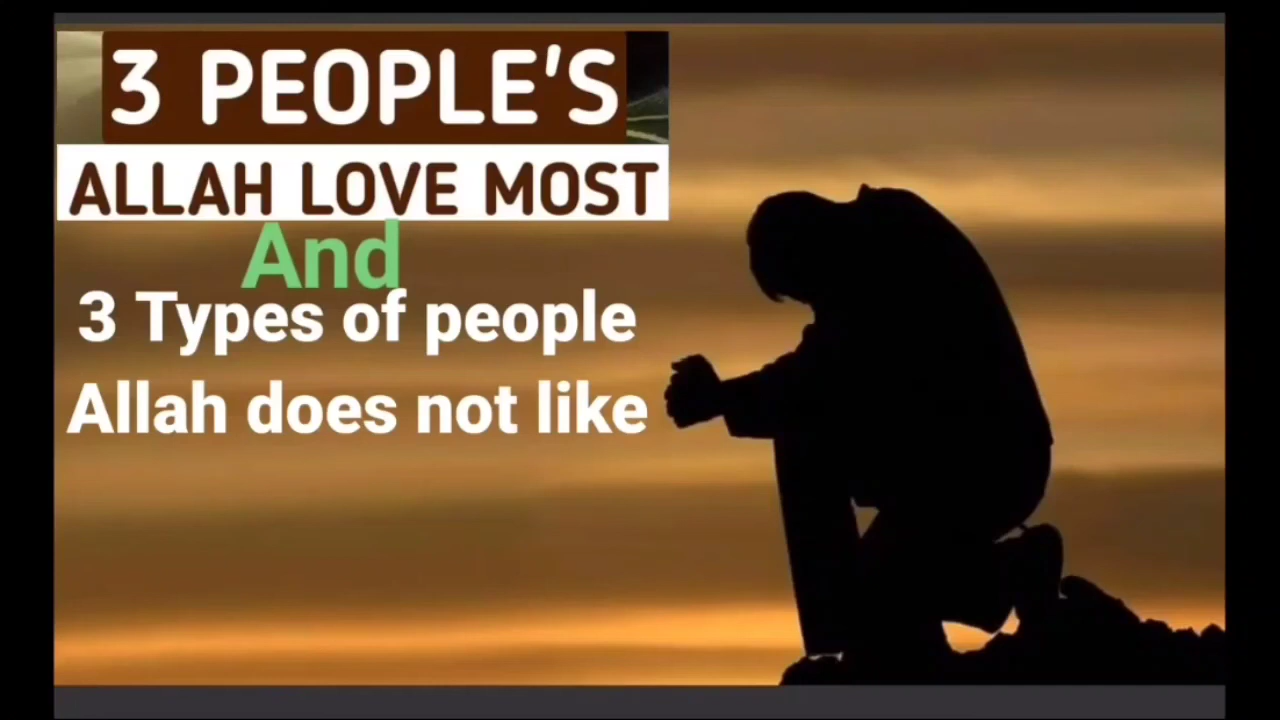 3 PEOPLE'S
ALLAH LOVE MOST
And
3 Types of people
Allah does not like